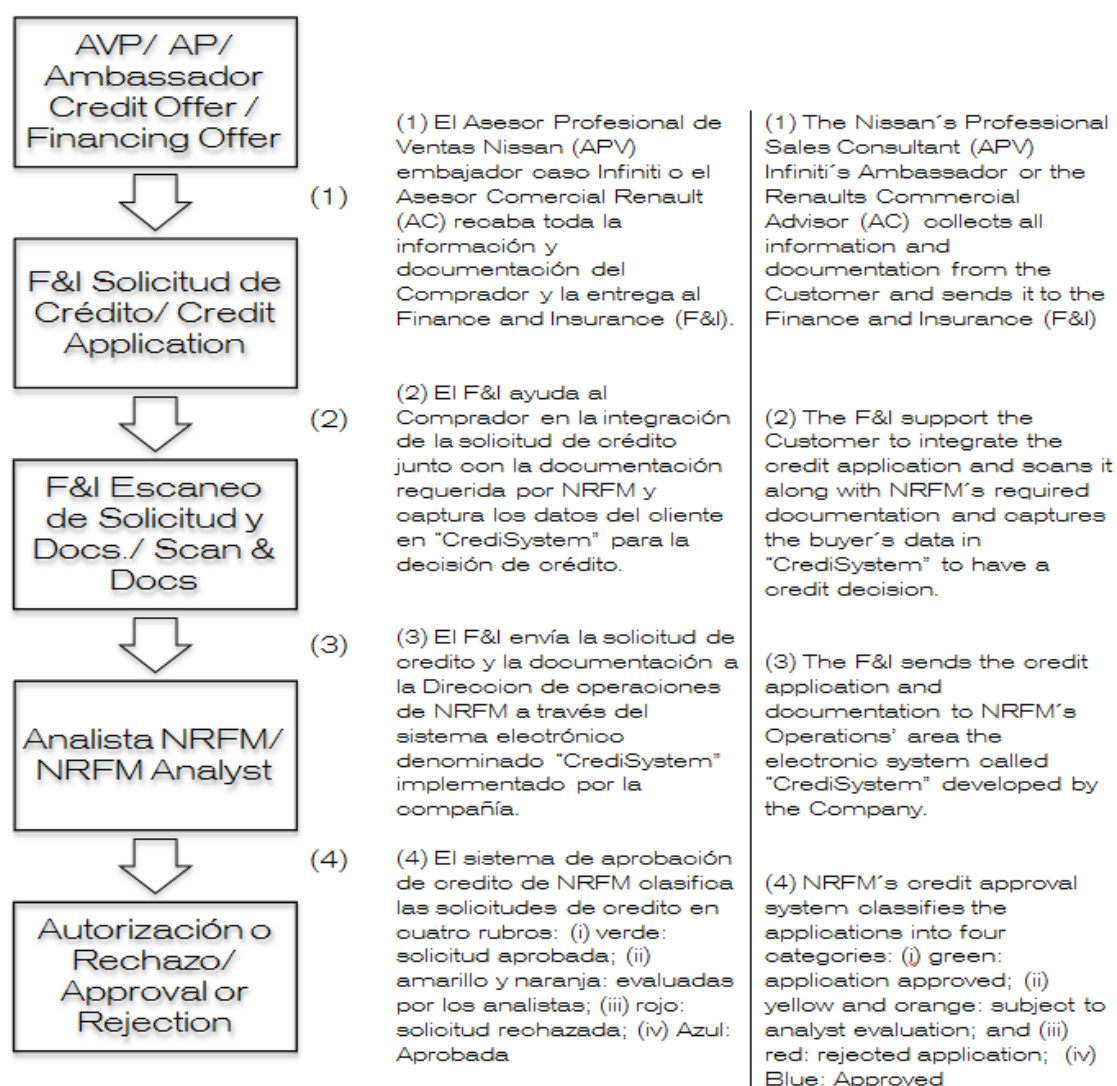 AVP/ AP/
Ambassador
Credit Offer /
Financing Offer
(1)
F&I Solicitud de
Crédito/ Credit
Application
(2)
F&I Escaneo
de Solicitud y
Docs./ Scan &
Docs
(3)
Analista NRFM/
NRFM Analyst
(4)
Autorización o
Rechazo/
Approval or
Rejection
(1) El Asesor Profesional de
Ventas Nissan (APV)
embajador caso Infiniti o el
Asesor Comercial Renault
(AC) recaba toda la
información y
documentación del
Comprador y la entrega al
Finance and Insurance (F&I).
(2) El F&I ayuda al
Comprador en la integración
de la solicitud de crédito
junto con la documentación
requerida por NRFM y
captura los datos del cliente
en "CrediSystem" para la
decisión de crédito.
(3) El F&I envía la solicitud de
credito y la documentación a
la Direccion de operaciones
de NRFM a través del
sistema electrónico
denominado "CrediSystem"
implementado por la
compañía.
(4) El sistema de aprobación
de credito de NRFM clasifica
las solicitudes de credito en
cuatro rubros: (i) verde:
solicitud aprobada; (ii)
amarillo y naranja: evaluadas
por los analistas; (iii) rojo:
solicitud rechazada; (iv) Azul:
Aprobada
(1) The Nissan´s Professional
Sales Consultant (APV)
Infiniti´s Ambassador or the
Renaults Commercial
Advisor (AC) collects all
information and
documentation from the
Customer and sends it to the
Finance and Insurance (F&I)
(2) The F&I support the
Customer to integrate the
credit application and scans it
along with NRFM´s required
documentation and captures
the buyer´s data in
"CrediSystem" to have a
credit decision.
(3) The F&I sends the credit
application and
documentation to NRFM´s
Operations' area the
electronic system called
"CrediSystem" developed by
the Company.
(4) NRFM´s credit approval
system classifies the
applications into four
categories: (i) green:
application approved; (ii)
yellow and orange: subject to
analyst evaluation; and (iii)
red: rejected application; (iv)
Blue: Approved